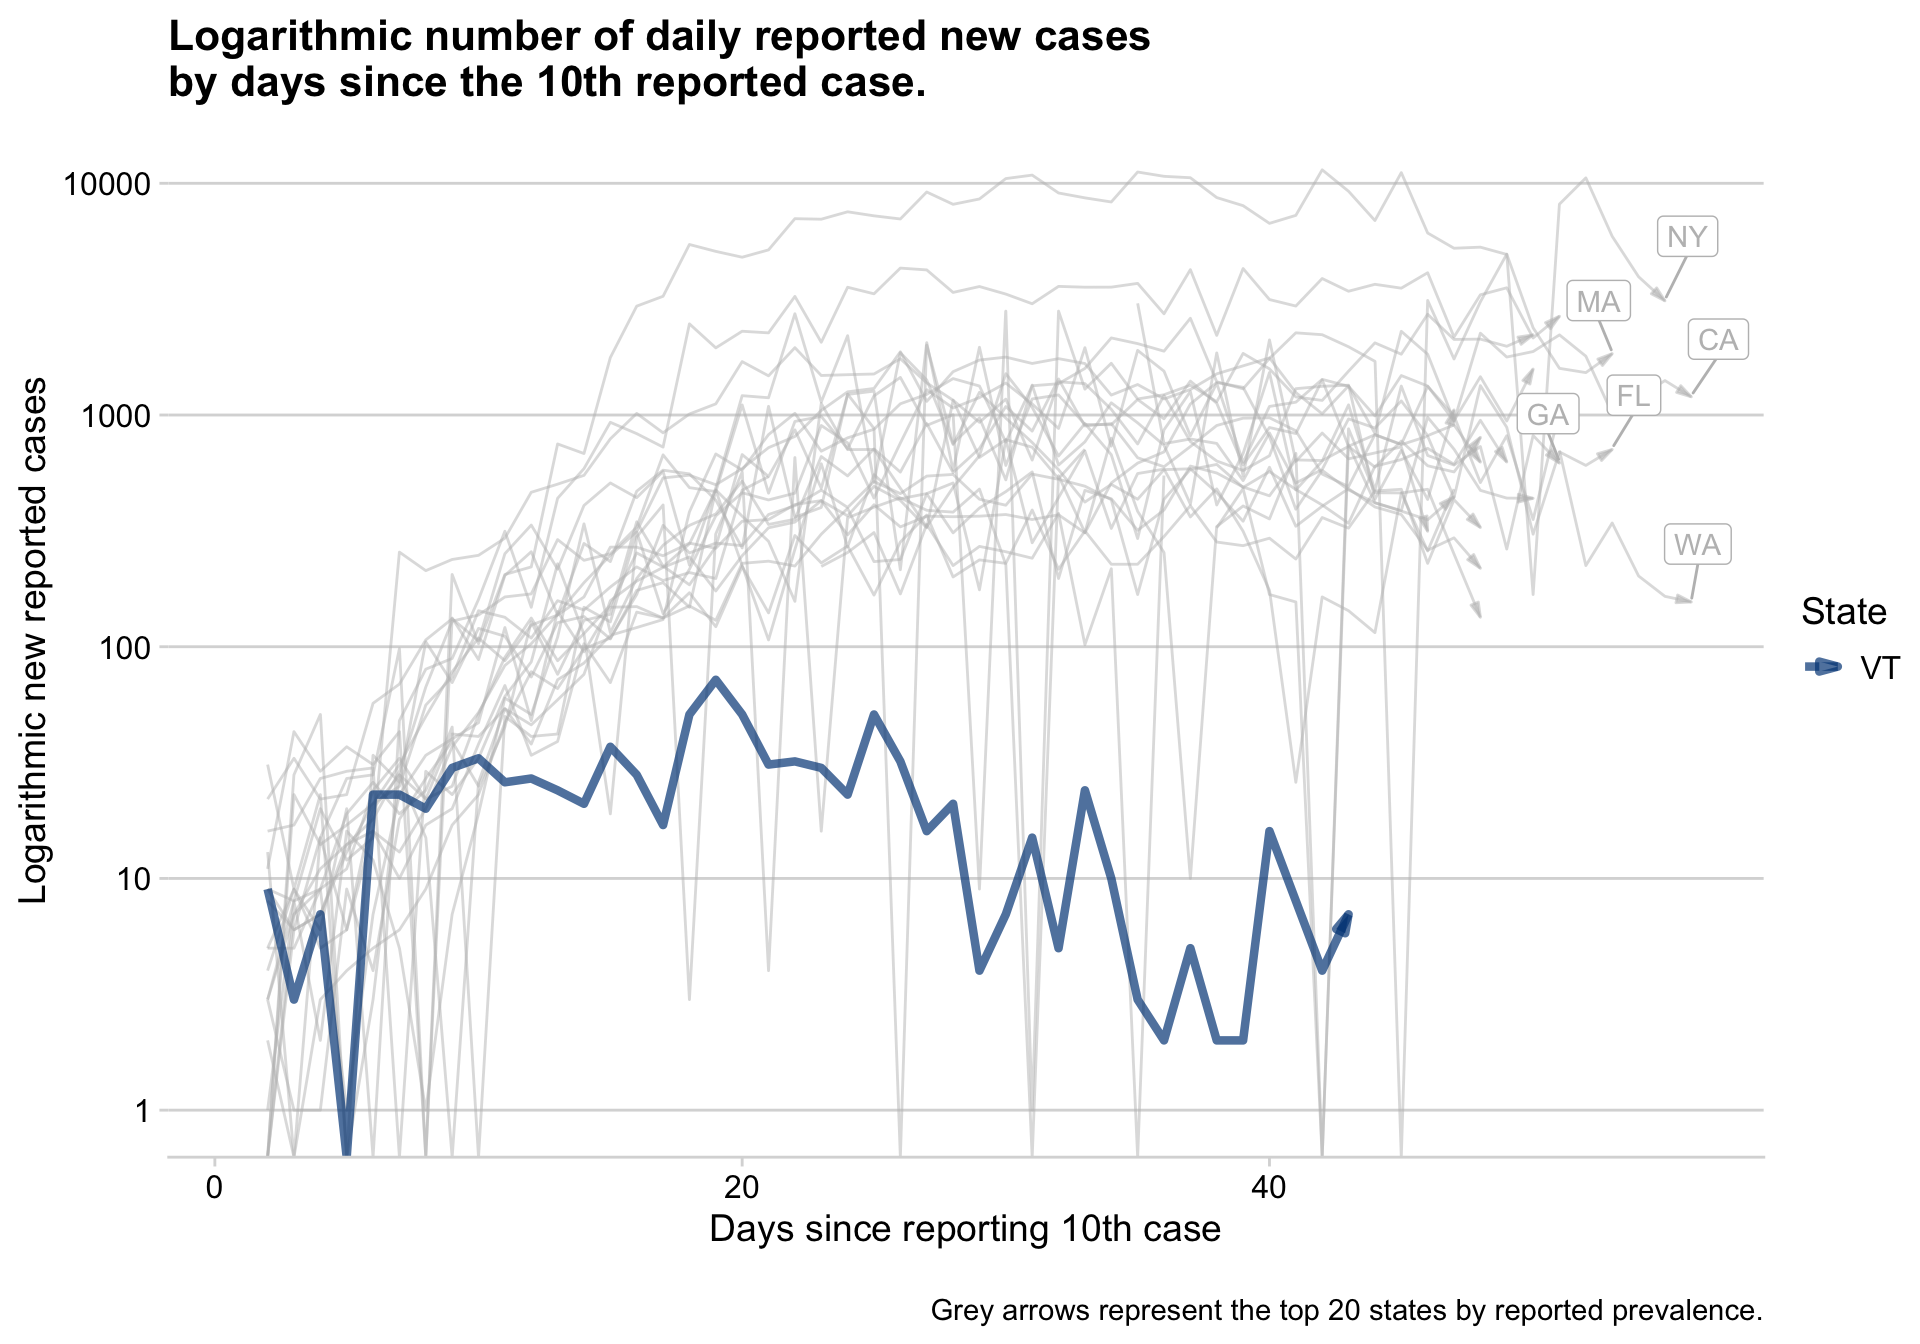 Logarithmic number of daily reported new cases
by days since the 10th reported case.
Logarithmic new reported cases
10000
1000
100
10
1
NY
MA
CA
FL
GA
WA
State
VT
0
20
40
Days since reporting 10th case
Grey arrows represent the top 20 states by reported prevalence.